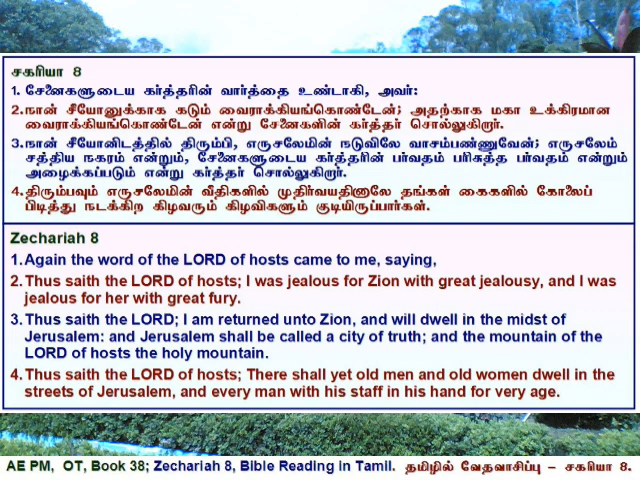 சகரியா 8
1. சேனைகளுடைய கர்த்தரின் வார்த்தை உண்டாகி, அவர்:
2.நான் சீயோனுக்காக கடும் வைராக்கியங்கொண்டேன்; அதற்காக மகா உக்கிரமான
வைராக்கியங்கொண்டேன் என்று சேனைகளின் கர்த்தர் சொல்லுகிறார்.
3.நான் சீயோனிடத்தில் திரும்பி, எருசலேமின் நடுவிலே வாசம்பண்ணுவேன்; எருசலேம்
சத்திய நகரம் என்றும், சேனைகளுடைய கர்த்தரின் பர்வதம் பரிசுத்த பர்வதம் என்றும்
அழைக்கப்படும் என்று கர்த்தர் சொல்லுகிறார்.
4.திரும்பவும் எருசலேமின் வீதிகளில் முதிர்வயதினாலே தங்கள் கைகளில் கோலைப்
பிடித்து நடக்கிற கிழவரும் கிழவிகளும் குடியிருப்பார்கள்.
Zechariah 8
1.Again the word of the LORD of hosts came to me, saying,
2. Thus saith the LORD of hosts; I was jealous for Zion with great jealousy, and I was
jealous for her with great fury.
3. Thus saith the LORD; I am returned unto Zion, and will dwell in the midst of
Jerusalem: and Jerusalem shall be called a city of truth; and the mountain of the
LORD of hosts the holy mountain.
4. Thus saith the LORD of hosts; There shall yet old men and old women dwell in the
streets of Jerusalem, and every man with his staff in his hand for very age.
AE PM, OT, Book 38; Zechariah 8, Bible Reading in Tamil. தமிழில் வேதவாசிப்பு – சகரியா 8.